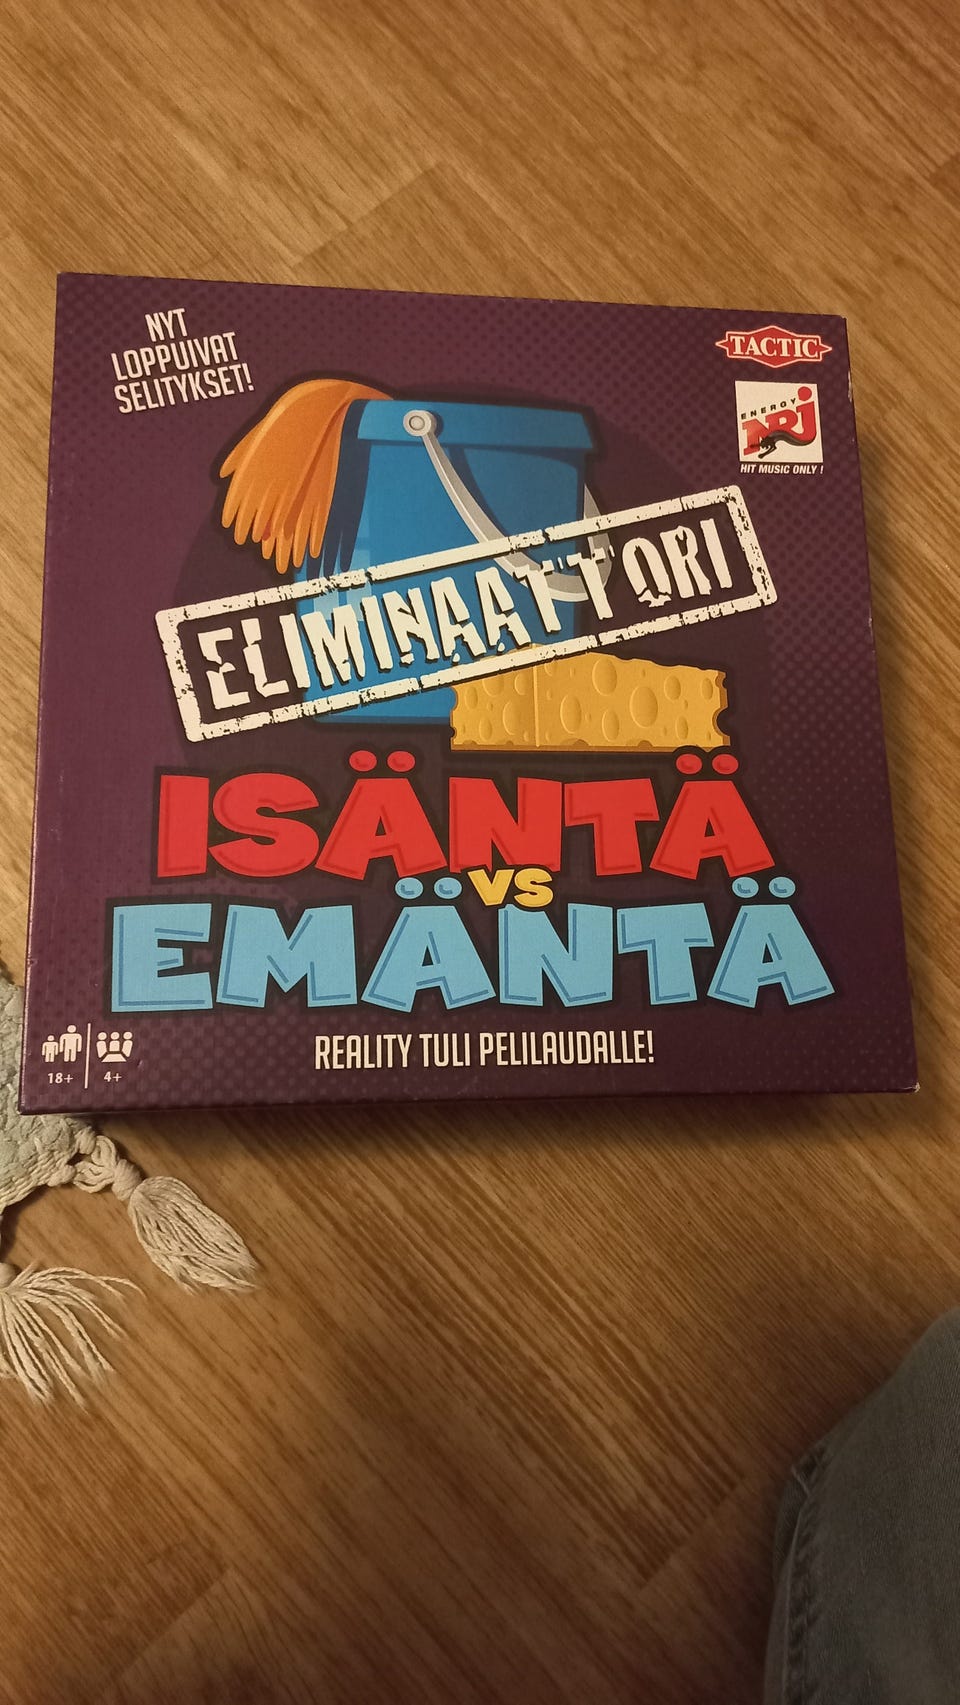 NYT
LOPPUIVAT
SELITYKSET!
TACTIC
ENERGY
NRJ
HIT MUSIC ONLY !
ELIMINAATTORI
ISÄNTÄ
VS
EMÄNTÄ
REALITY TULI PELILAUDALLE!
18+
4+